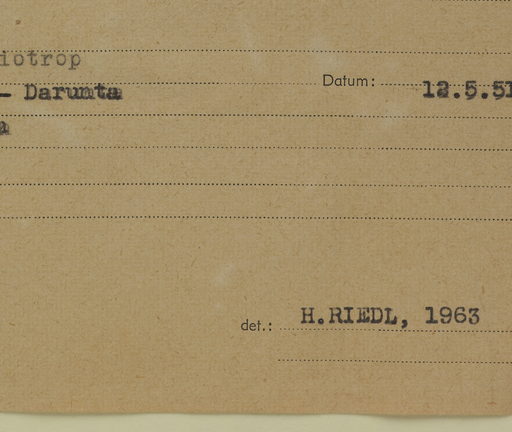 iotrop
Datum:
— Darunta 12.5.51
a
det.: H.RIEDL, 1963